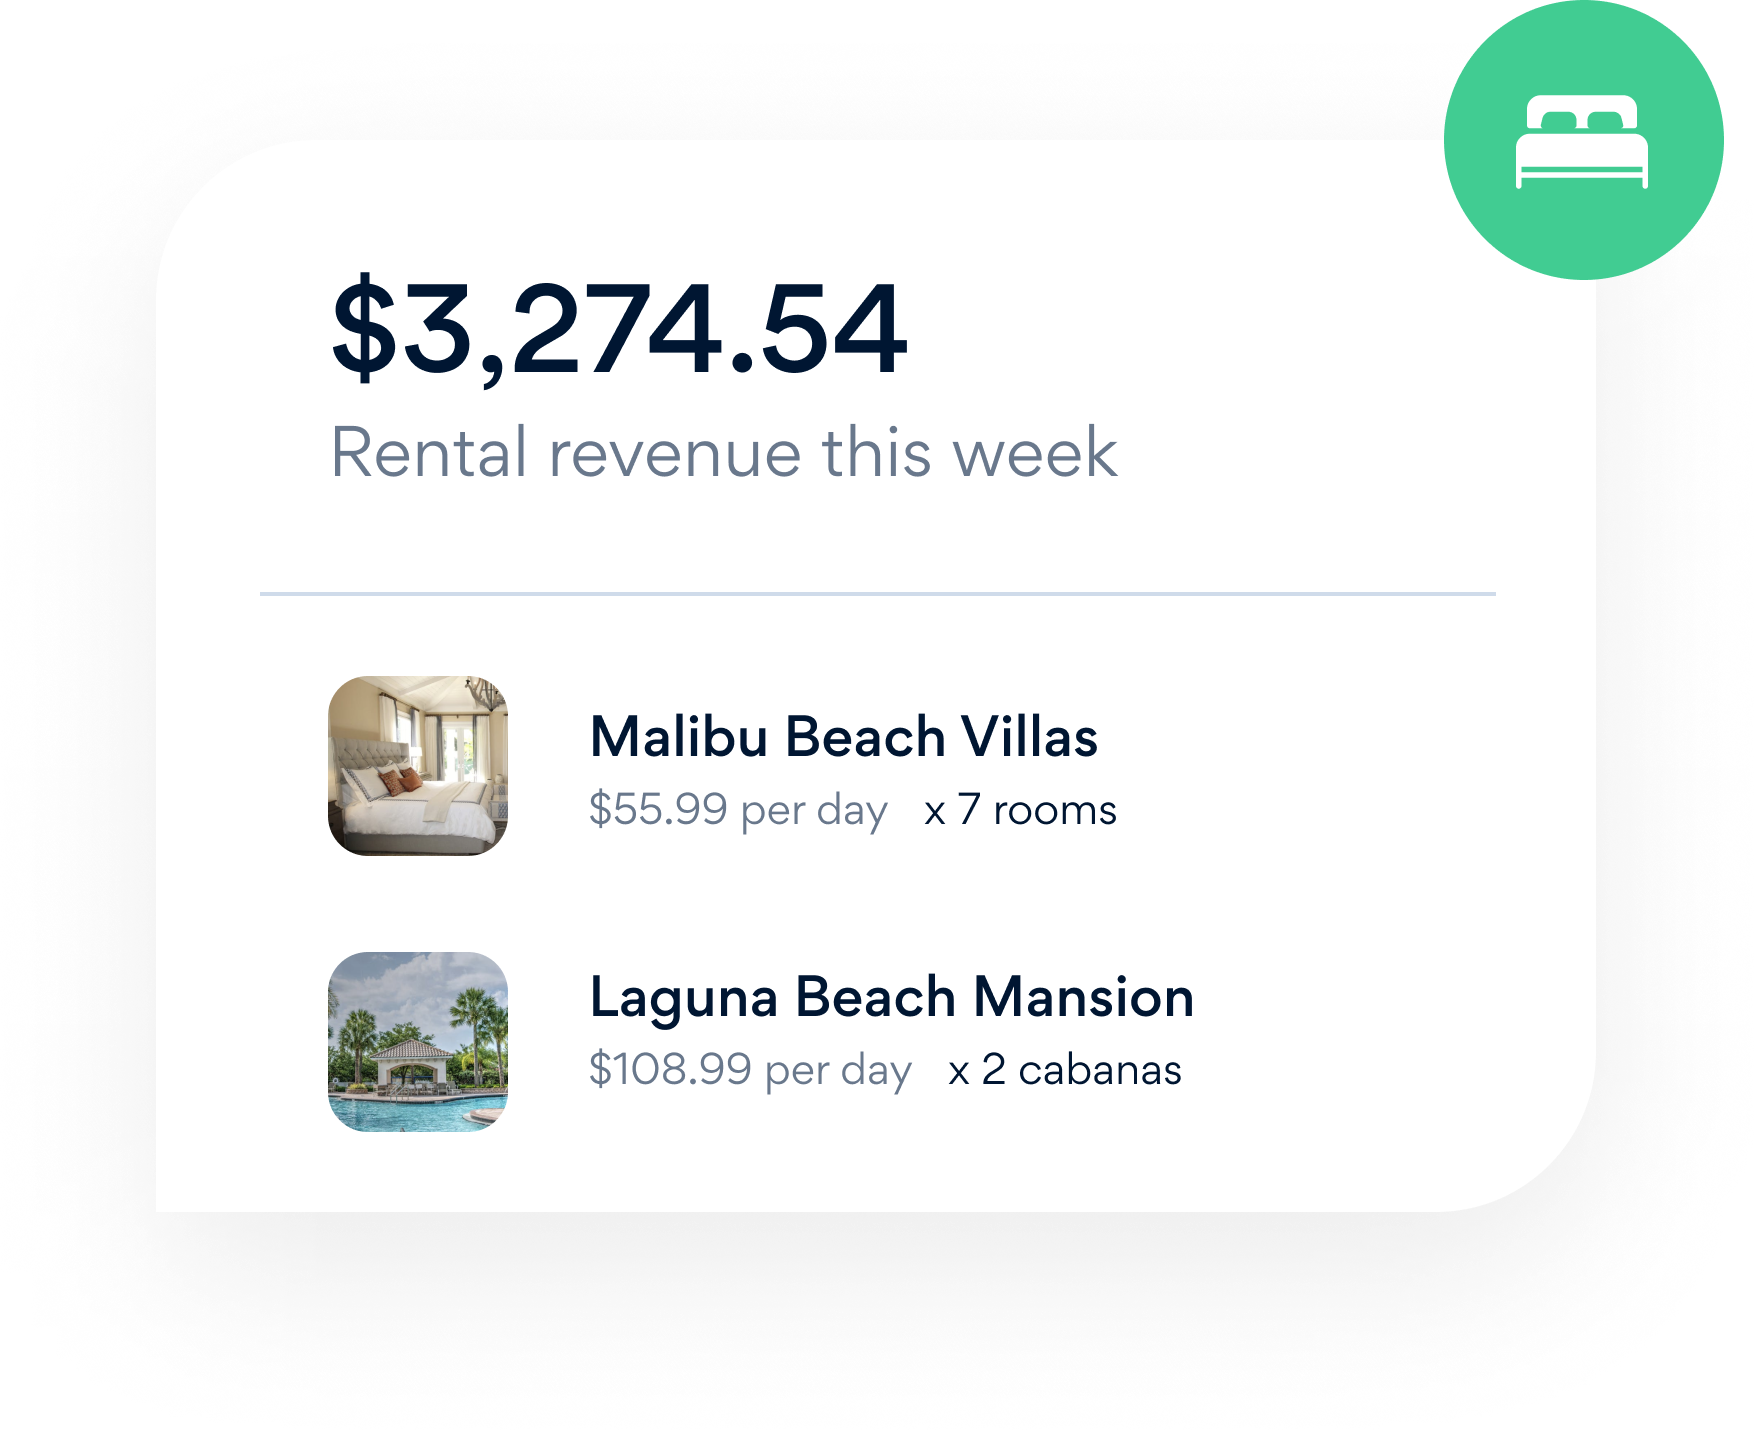 $3,274.54
Rental revenue this week
Malibu Beach Villas
$55.99 per day x 7 rooms
Laguna Beach Mansion
$108.99 per day x 2 cabanas